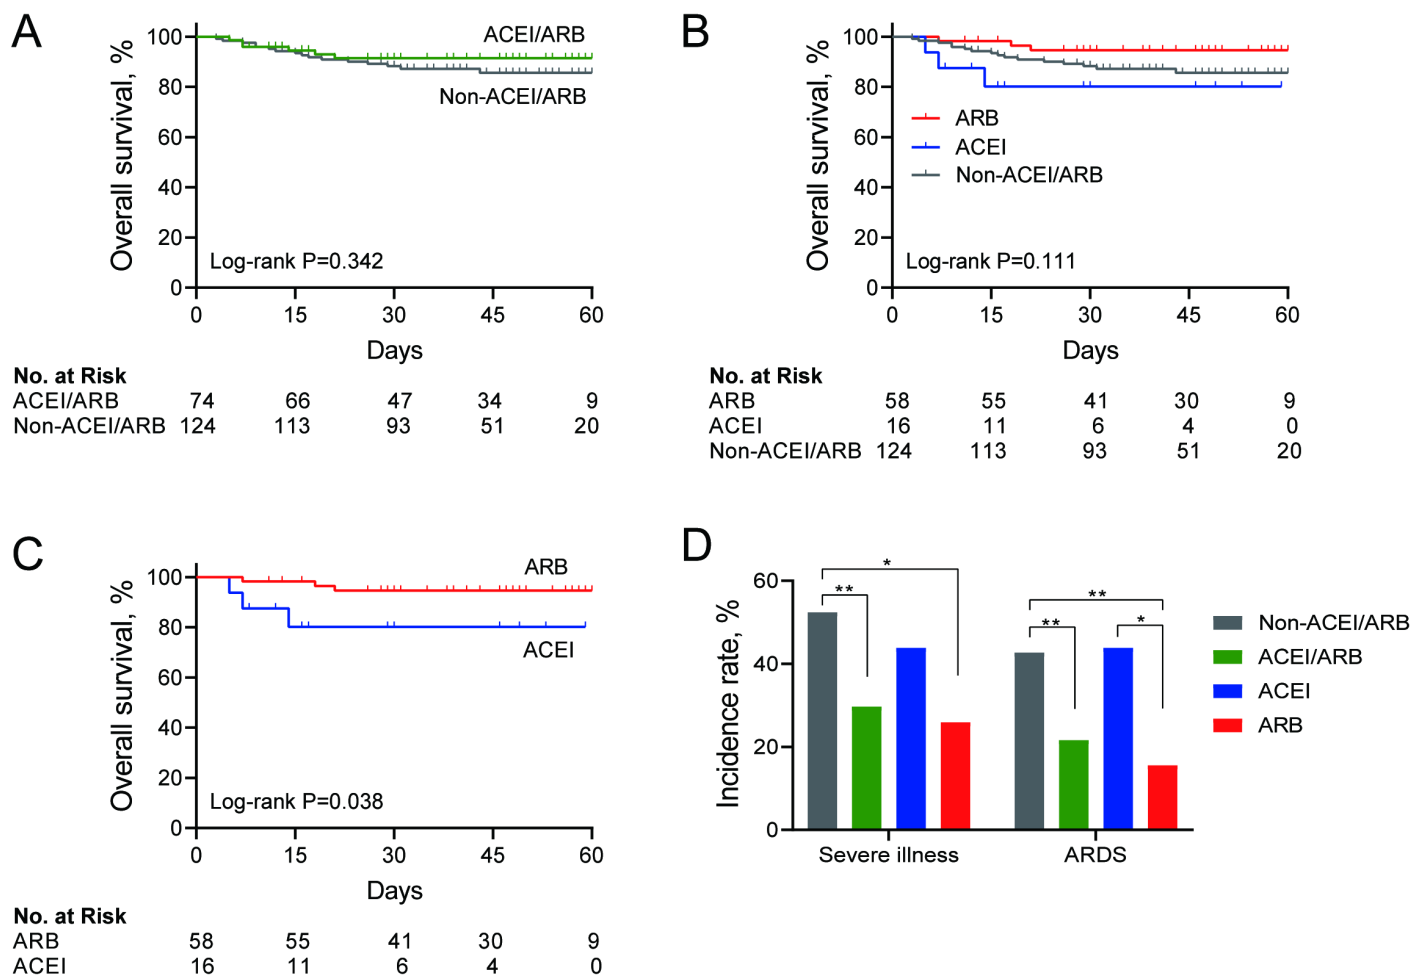 A
Overall survival, %
100
80
60
40
20
0
ACEI/ARB
Non-ACEI/ARB
Log-rank P=0.342
0 15 30 45 60
Days
No. at Risk
ACEI/ARB 74 66 47 34 9
Non-ACEI/ARB 124 113 93 51 20
B
Overall survival, %
100
80
60
40
20
0
ARB
ACEI
Non-ACEI/ARB
Log-rank P=0.111
0 15 30 45 60
Days
No. at Risk
ARB 58 55 41 30 9
ACEI 16 11 6 4 0
Non-ACEI/ARB 124 113 93 51 20
C
Overall survival, %
100
80
60
40
20
0
ARB
ACEI
Log-rank P=0.038
0 15 30 45 60
Days
No. at Risk
ARB 58 55 41 30 9
ACEI 16 11 6 4 0
D
Incidence rate, %
60
40
20
0
*
**
**
**
*
Severe illness ARDS
Non-ACEI/ARB
ACEI/ARB
ACEI
ARB